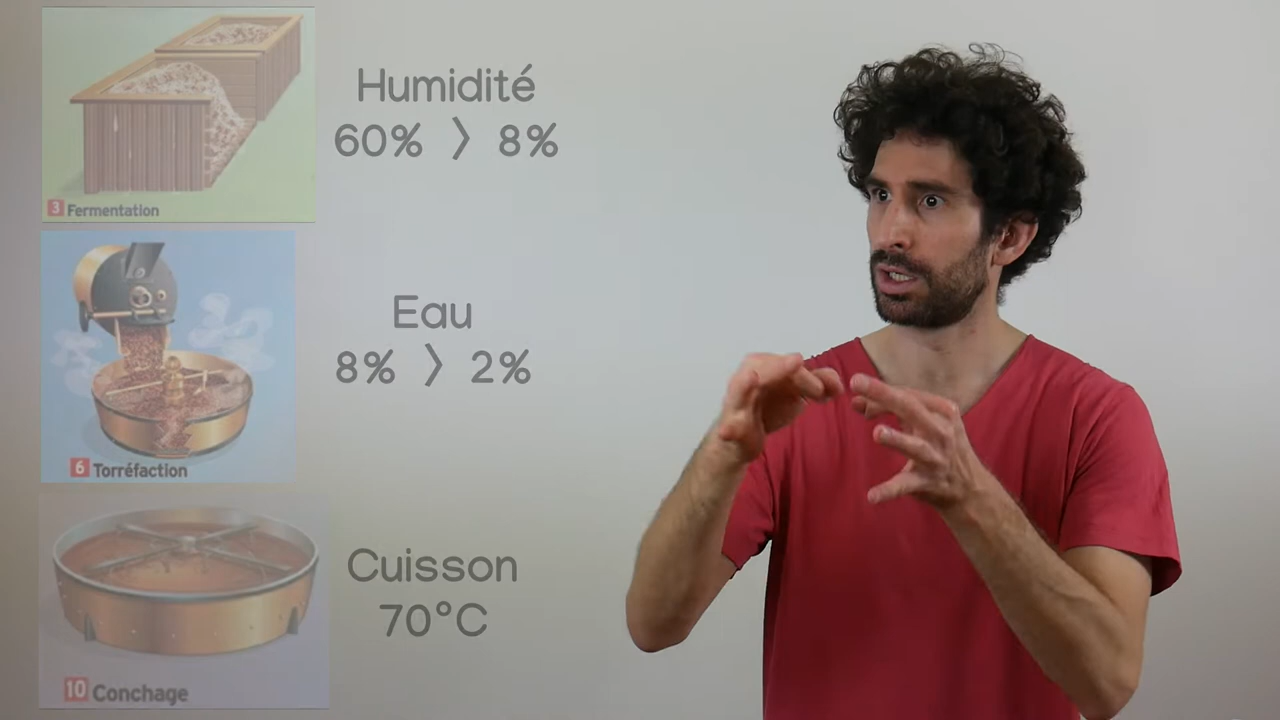 Humidité
60% 〉 8%
3 Fermentation
Eau
8% 〉 2%
6 Torréfaction
Cuisson
70°C
10 Conchage